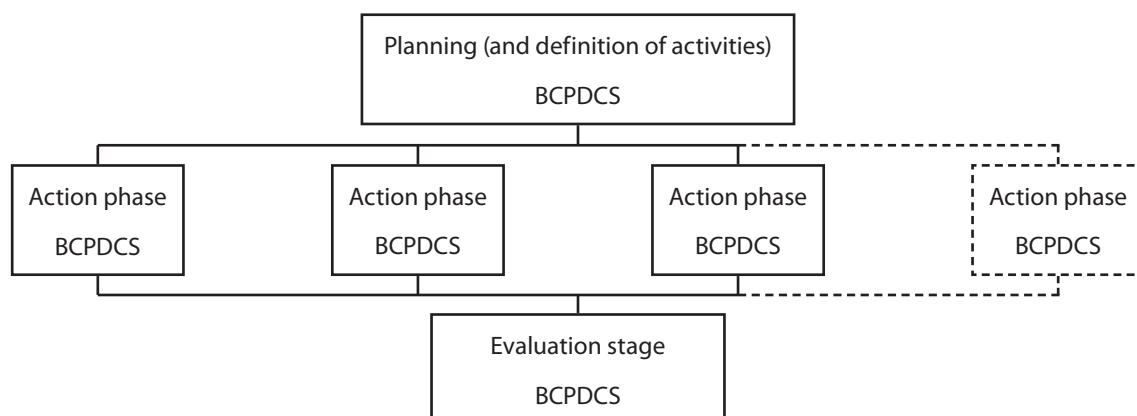 Planning (and definition of activities)
BCPDCS
Action phase
BCPDCS
Action phase
BCPDCS
Action phase
BCPDCS
Action phase
BCPDCS
Evaluation stage
BCPDCS